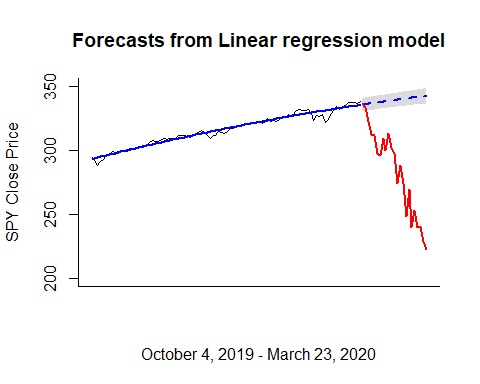 Forecasts from Linear regression model
SPY Close Price
350
300
250
200
October 4, 2019 - March 23, 2020